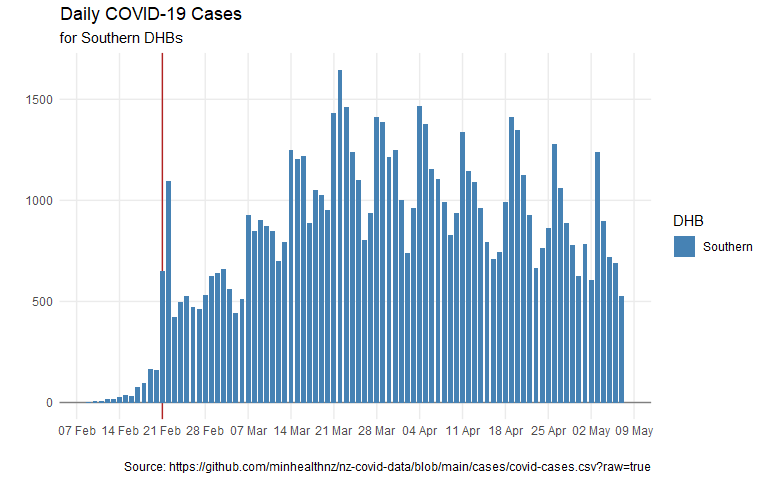 Daily COVID-19 Cases
for Southern DHBs
1500
1000
500
0
07 Feb 14 Feb 21 Feb 28 Feb 07 Mar 14 Mar 21 Mar 28 Mar 04 Apr 11 Apr 18 Apr 25 Apr 02 May 09 May
DHB
Southern
Source: https://github.com/minhealthnz/nz-covid-data/blob/main/cases/covid-cases.csv?raw=true